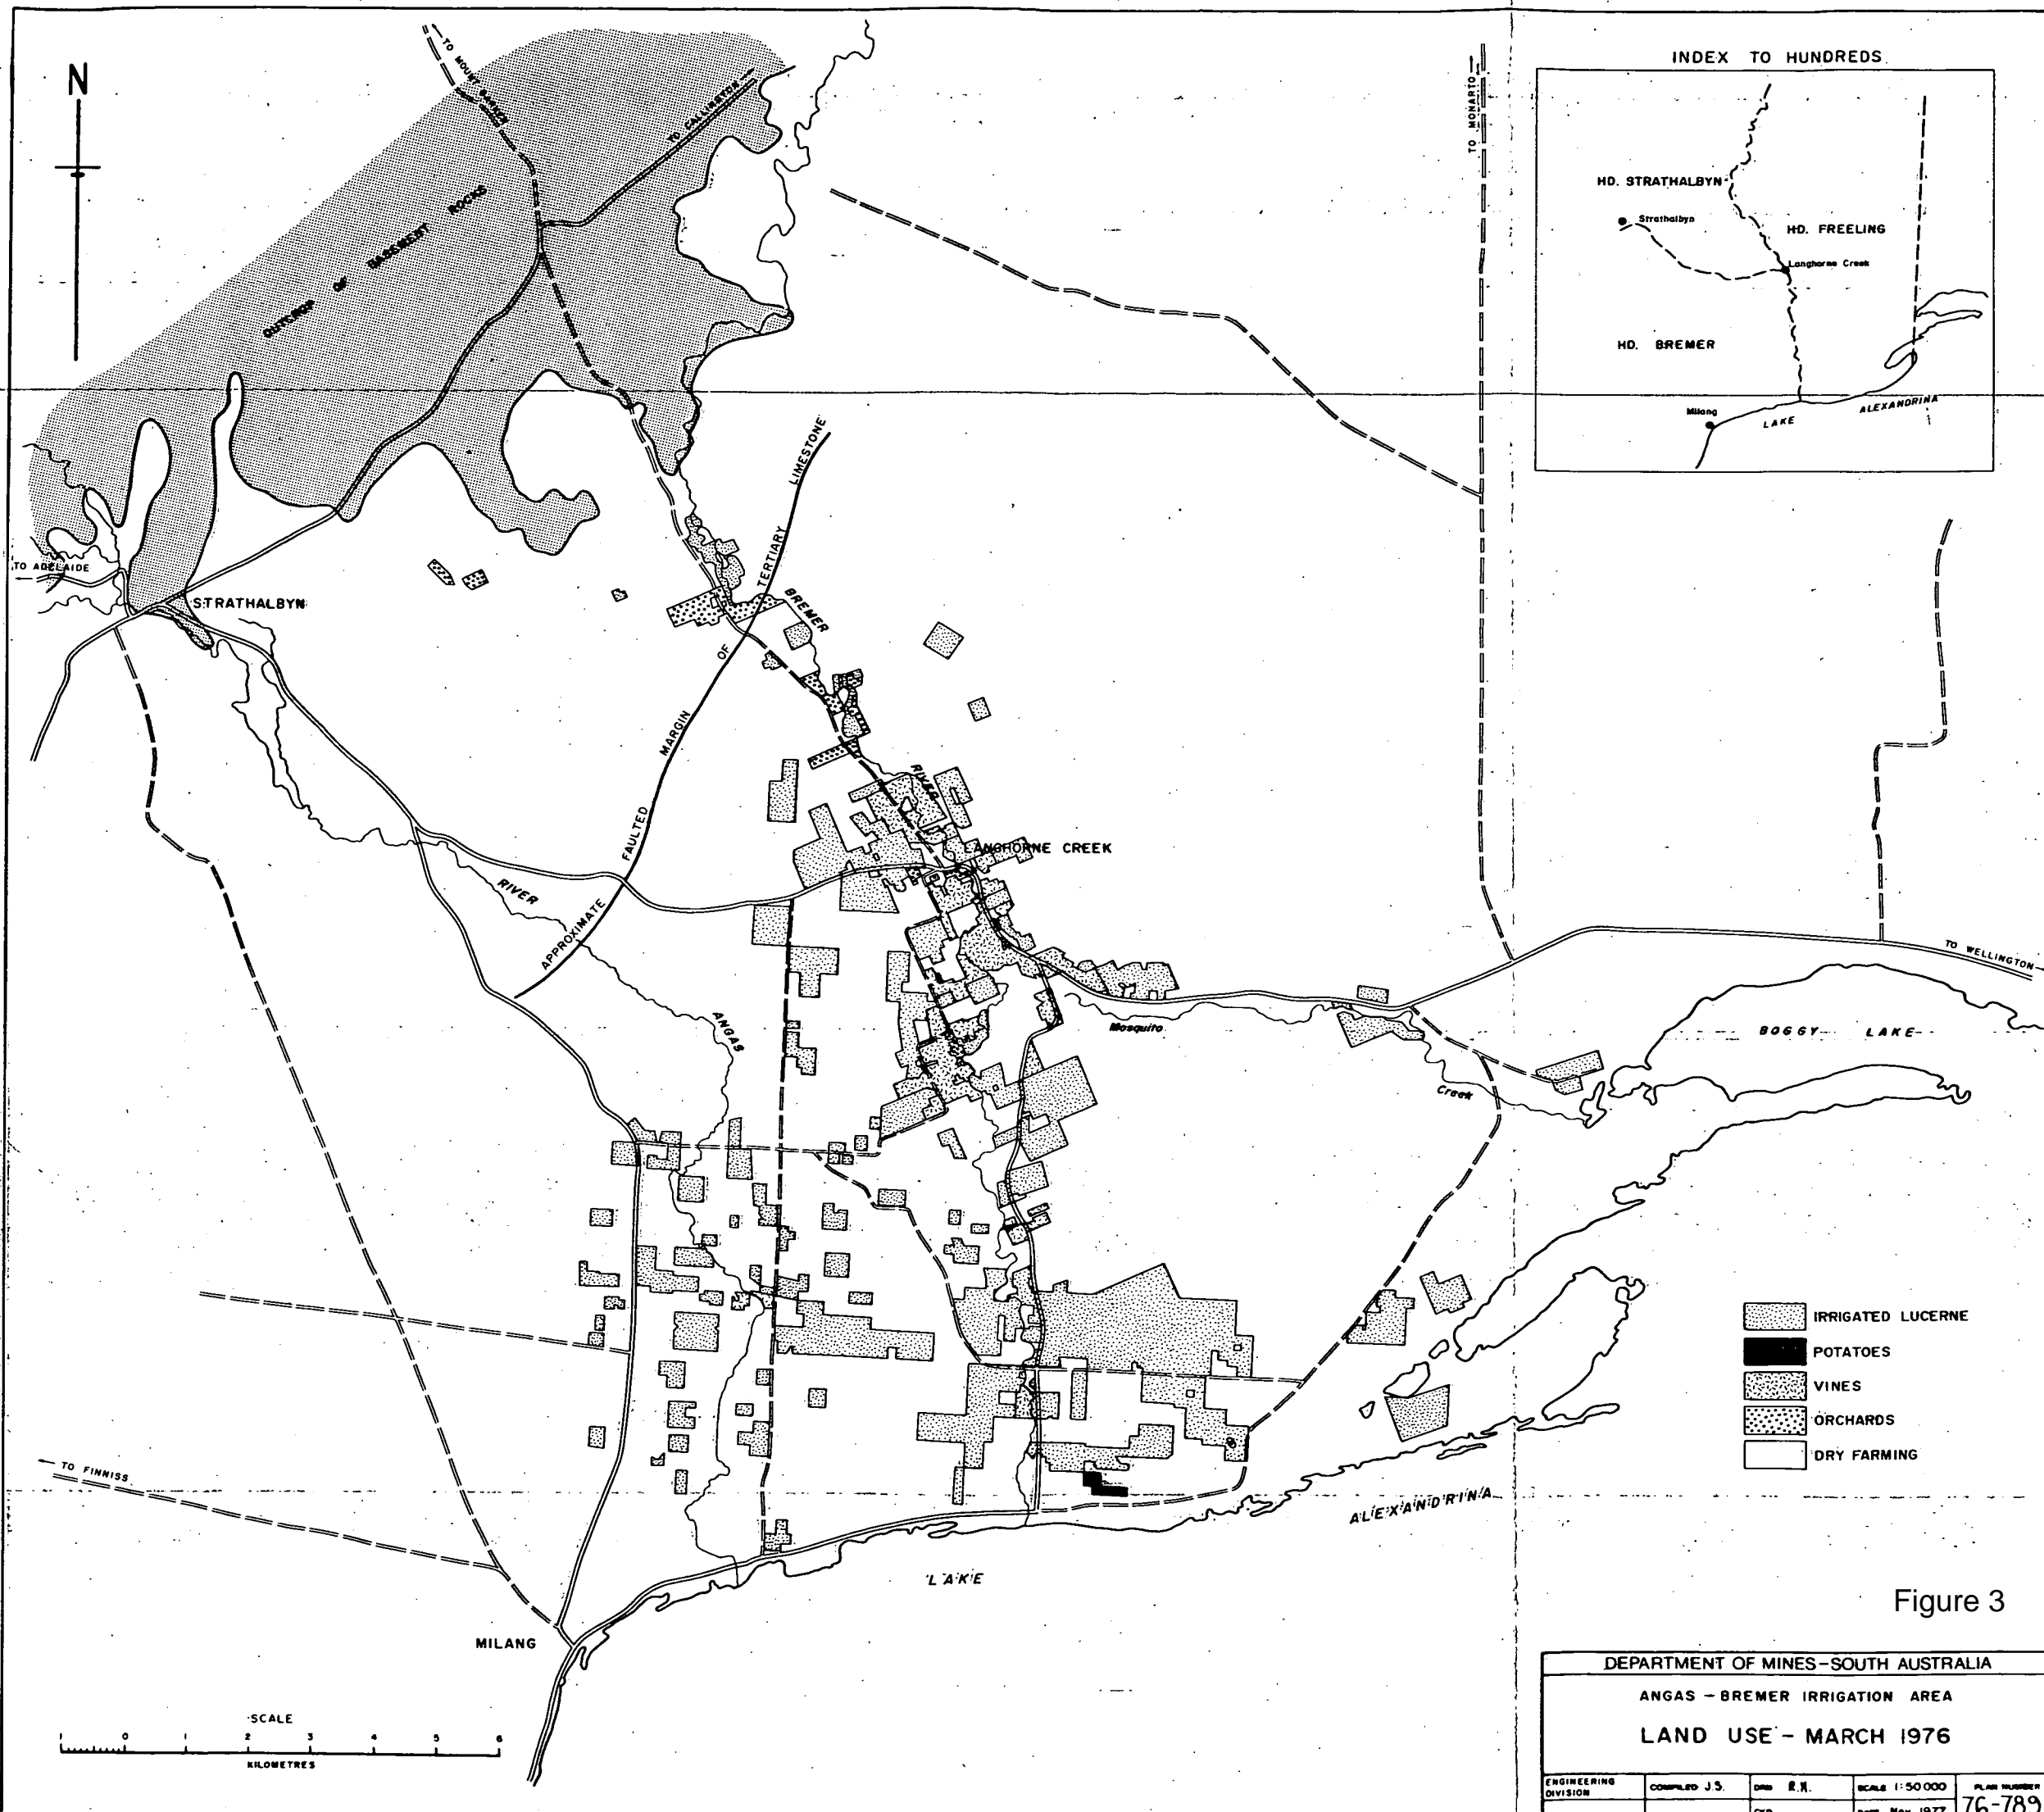 N
TO MOUNT BARKER
TO CALLINGTON
TO MONARTO
OUTCROP OF BASEMENT ROCKS
INDEX TO HUNDREDS
HD. STRATHALBYN
Strathalbyn
HD. FREELING
Langhorne Creek
HD. BREMER
Milang
LAKE ALEXANDRINA
TO ADELAIDE
STRATHALBYN
APPROXIMATE FAULTED MARGIN OF TERTIARY LIMESTONE
BREMER RIVER
LANGHORNE CREEK
RIVER ANGAS
TO WELLINGTON
Mosquito Creek
BOGGY LAKE
IRRIGATED LUCERNE
POTATOES
VINES
ORCHARDS
DRY FARMING
TO FINNISS
LAKE ALEXANDRINA
MILANG
Figure 3
SCALE
1 0 1 2 3 4 5 6
KILOMETRES
DEPARTMENT OF MINES-SOUTH AUSTRALIA
ANGAS - BREMER IRRIGATION AREA
LAND USE - MARCH 1976
ENGINEERING DIVISION
COMPILED J.S.
DRN R.H.
SCALE 1:50 000
PLAN NUMBER
76-789